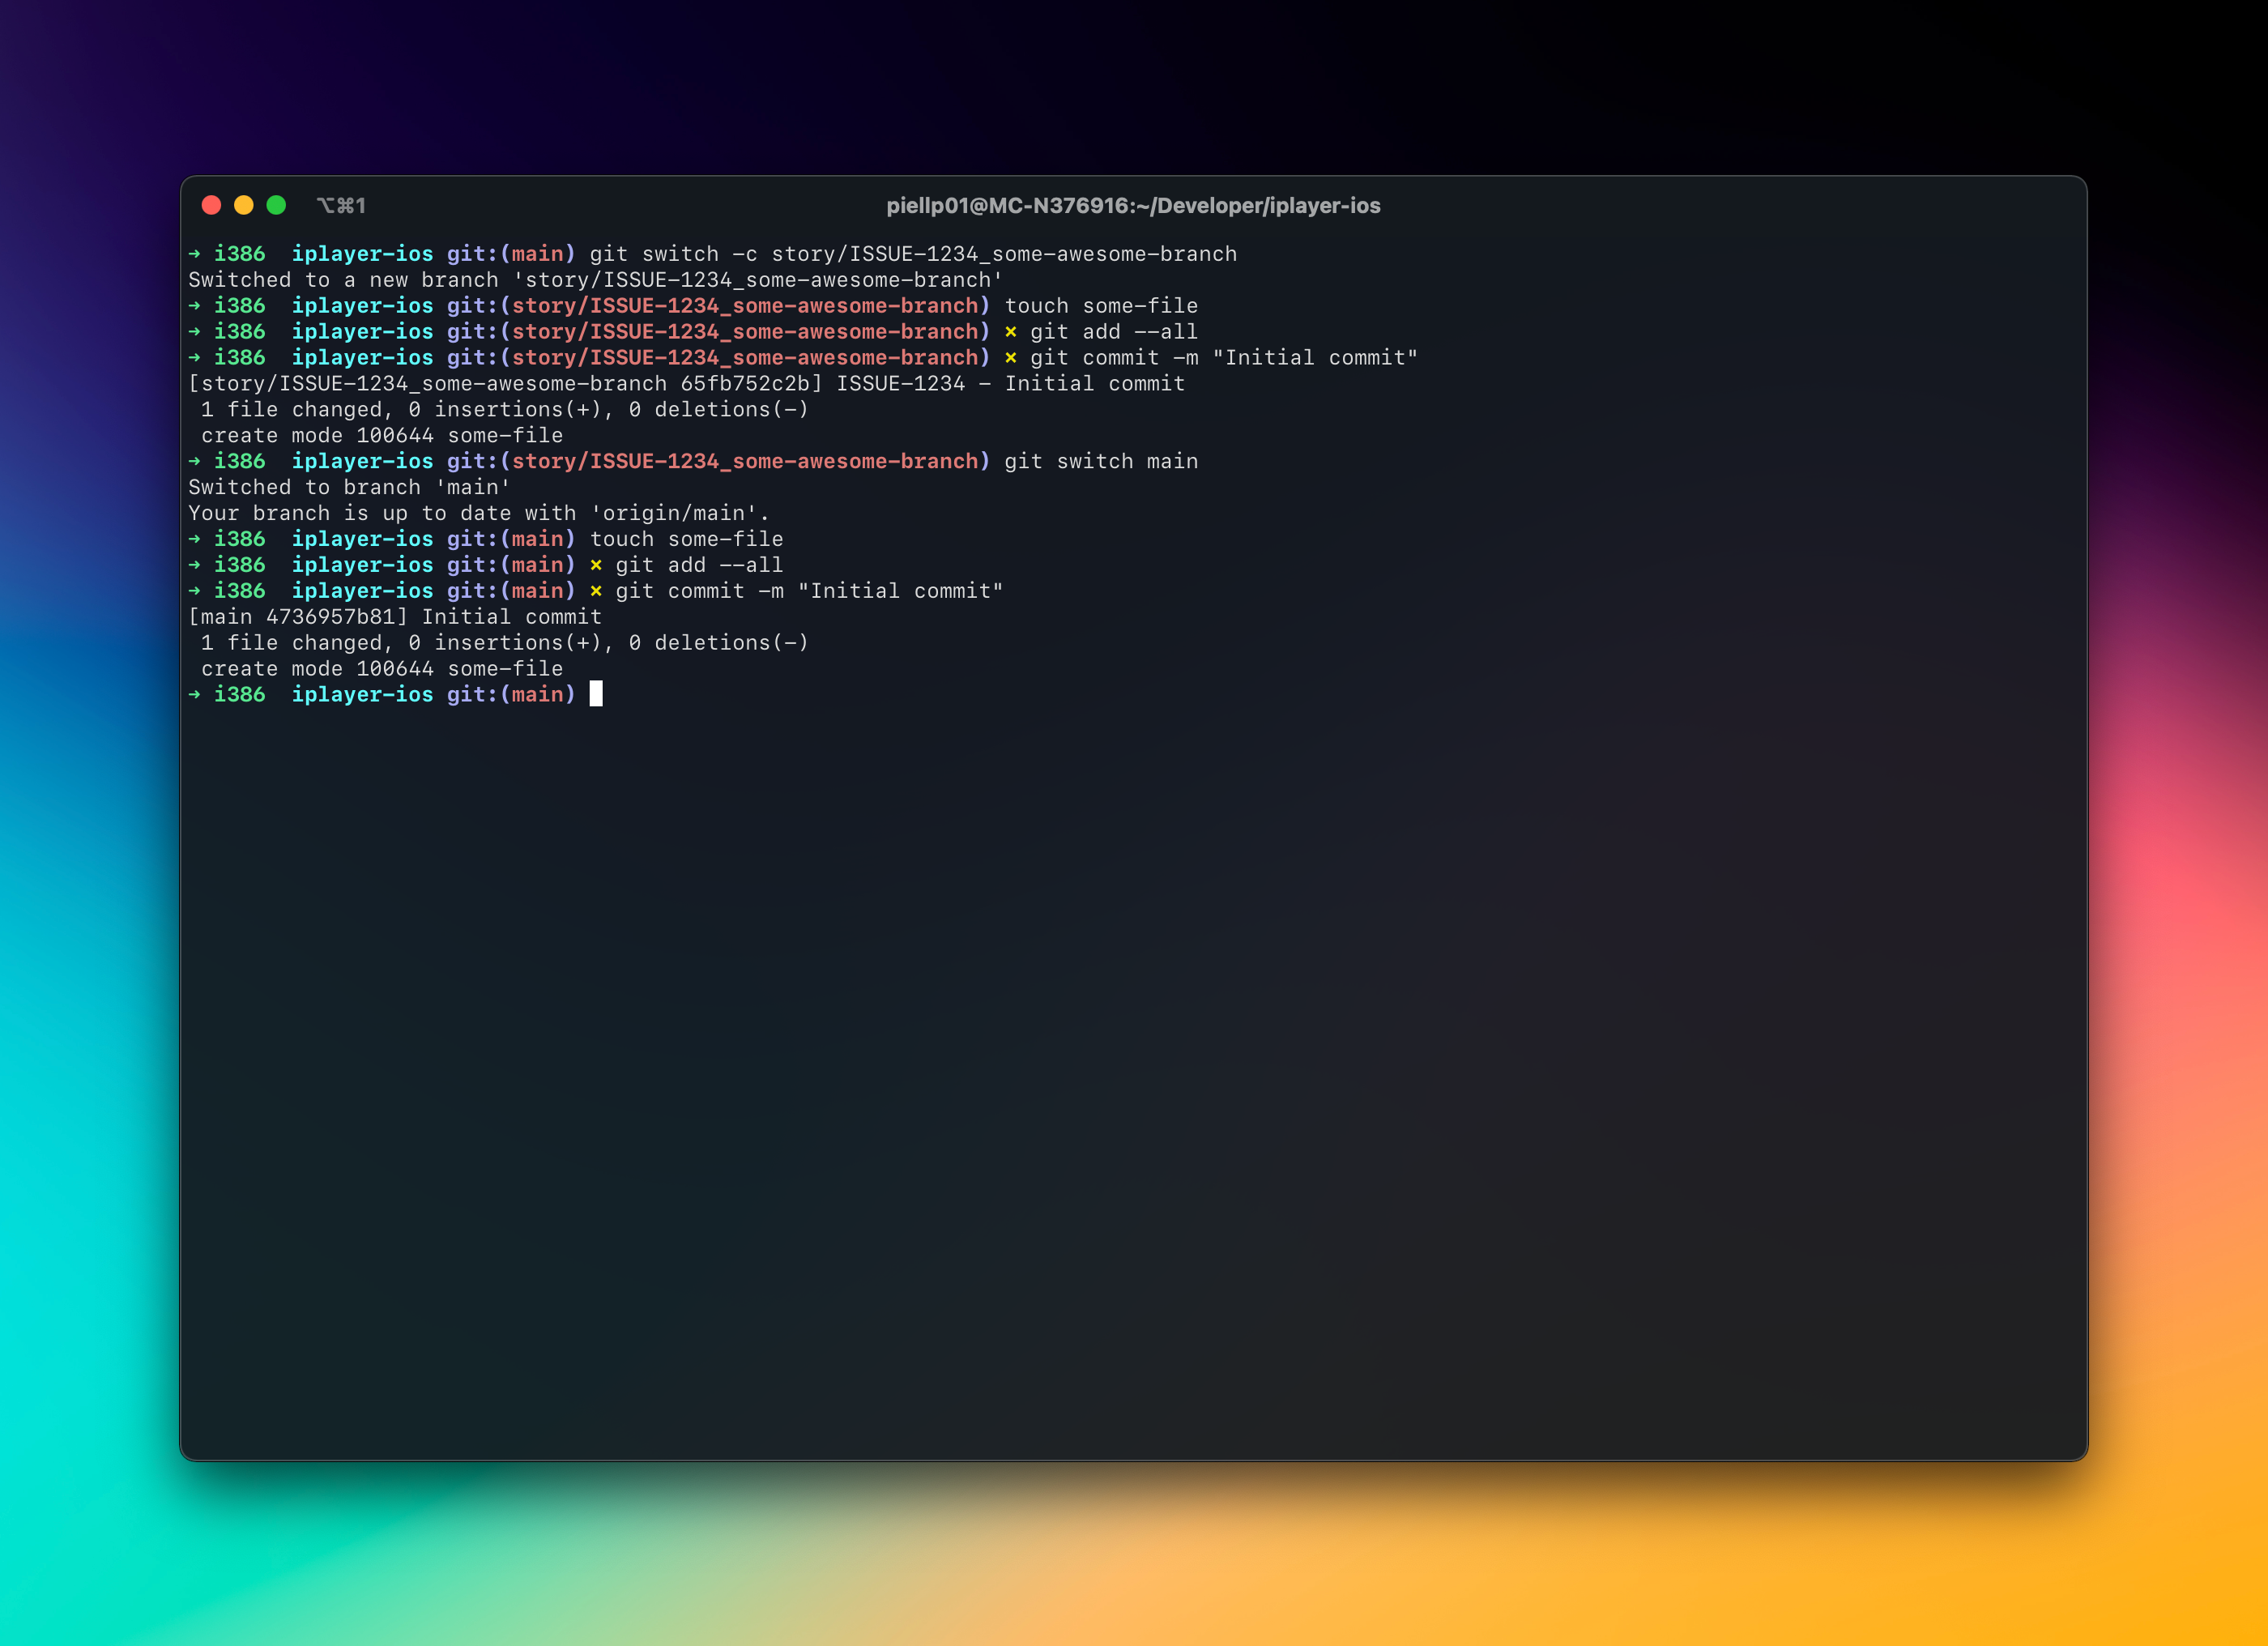 ⌥⌘1 piellp01@MC-N376916:~/Developer/iplayer-ios
➜ i386  iplayer-ios git:(main) git switch -c story/ISSUE-1234_some-awesome-branch
Switched to a new branch 'story/ISSUE-1234_some-awesome-branch'
➜ i386  iplayer-ios git:(story/ISSUE-1234_some-awesome-branch) touch some-file
➜ i386  iplayer-ios git:(story/ISSUE-1234_some-awesome-branch) × git add --all
➜ i386  iplayer-ios git:(story/ISSUE-1234_some-awesome-branch) × git commit -m "Initial commit"
[story/ISSUE-1234_some-awesome-branch 65fb752c2b] ISSUE-1234 - Initial commit
 1 file changed, 0 insertions(+), 0 deletions(-)
 create mode 100644 some-file
➜ i386  iplayer-ios git:(story/ISSUE-1234_some-awesome-branch) git switch main
Switched to branch 'main'
Your branch is up to date with 'origin/main'.
➜ i386  iplayer-ios git:(main) touch some-file
➜ i386  iplayer-ios git:(main) × git add --all
➜ i386  iplayer-ios git:(main) × git commit -m "Initial commit"
[main 4736957b81] Initial commit
 1 file changed, 0 insertions(+), 0 deletions(-)
 create mode 100644 some-file
➜ i386  iplayer-ios git:(main)